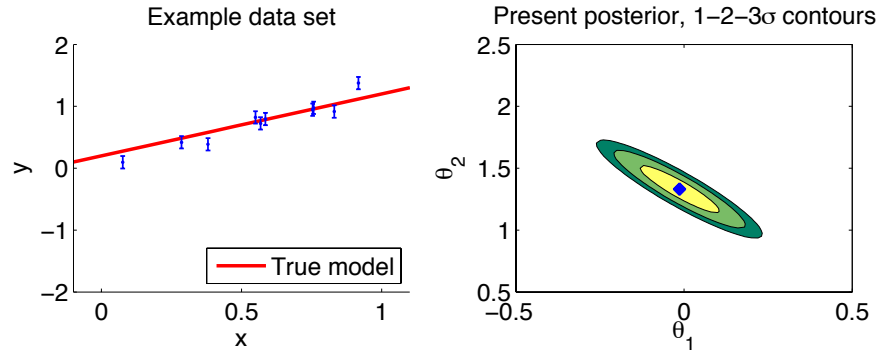 Example data set
2
1
0
−1
−2
y
0
0.5
1
x
True model
Present posterior, 1−2−3σ contours
2.5
2
1.5
1
0.5
θ2
−0.5
0
0.5
θ1